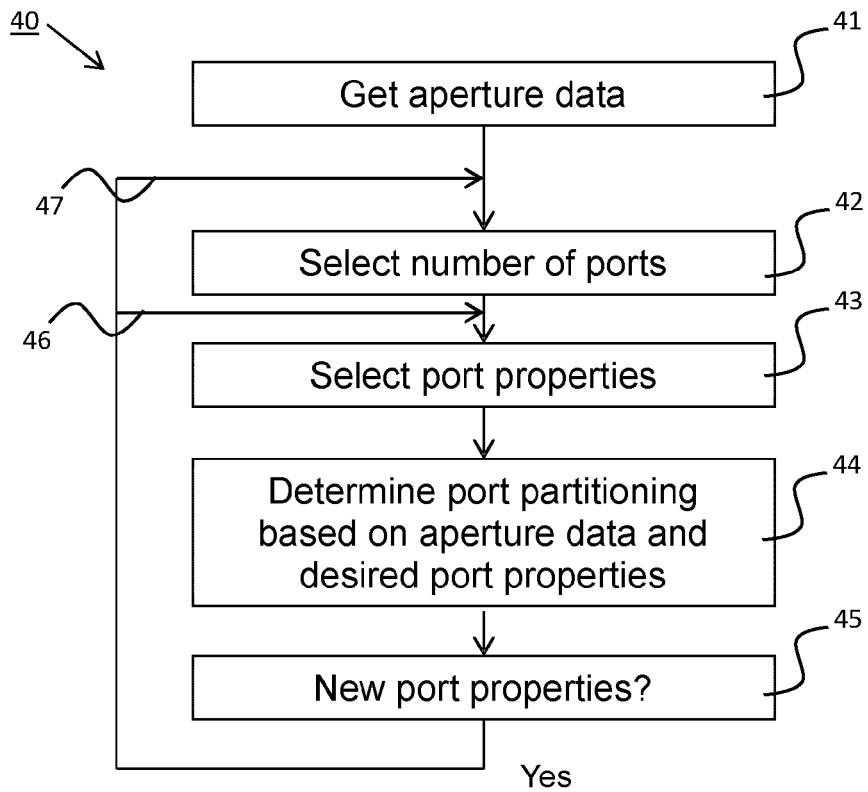 40
41
Get aperture data
47
42
Select number of ports
43
46
Select port properties
44
Determine port partitioning
based on aperture data and
desired port properties
45
New port properties?
Yes